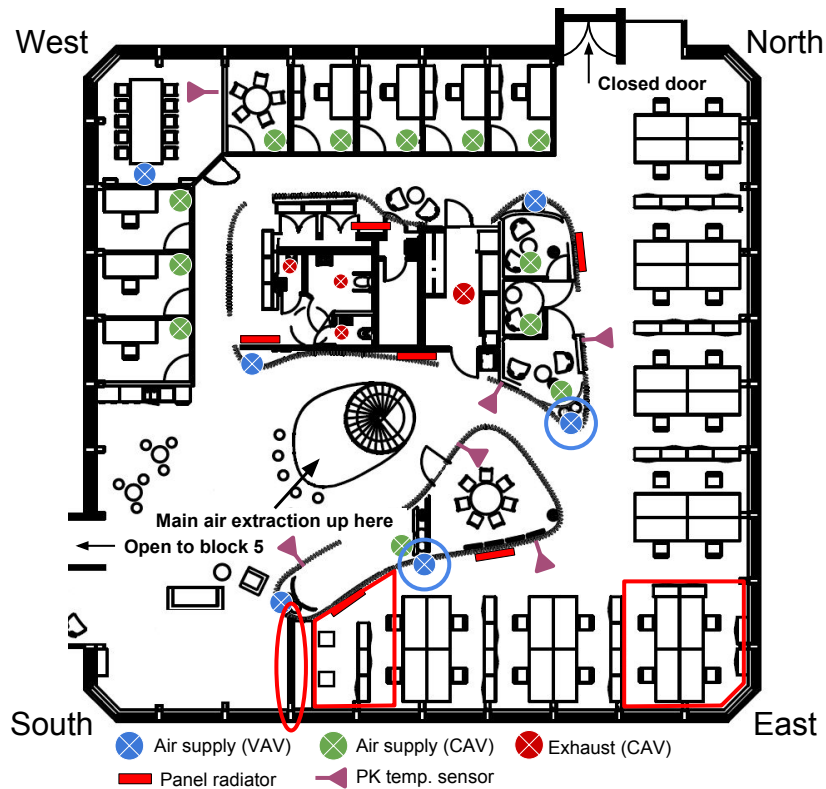 West
North
Closed door
Main air extraction up here
Open to block 5
South
East
Air supply (VAV)
Air supply (CAV)
Exhaust (CAV)
Panel radiator
PK temp. sensor